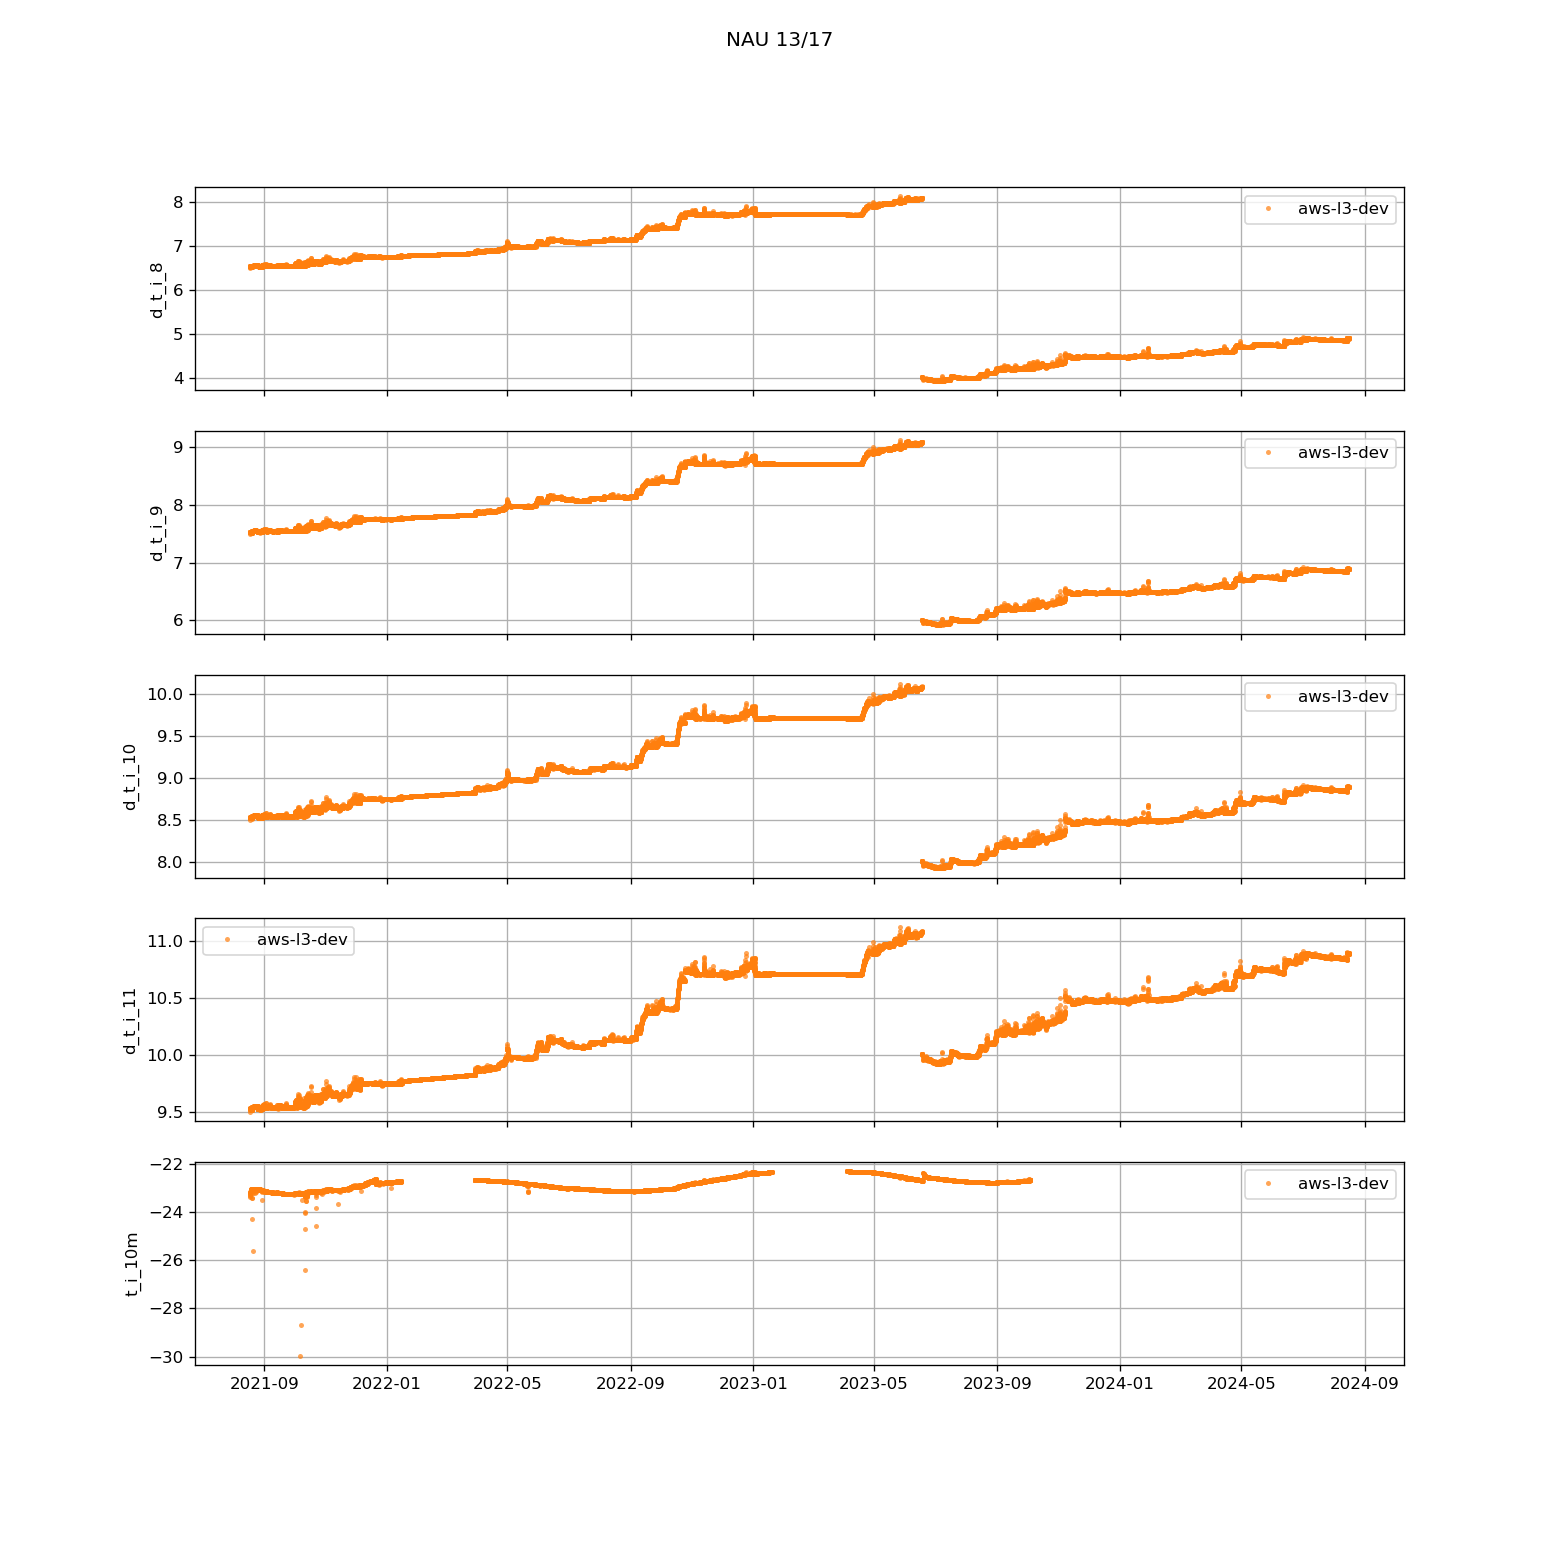 NAU 13/17
8
7
6
5
4
d_t_i_8
aws-l3-dev
9
8
7
6
d_t_i_9
aws-l3-dev
10.0
9.5
9.0
8.5
8.0
d_t_i_10
aws-l3-dev
11.0
10.5
10.0
9.5
d_t_i_11
aws-l3-dev
−22
−24
−26
−28
−30
t_i_10m
aws-l3-dev
2021-09 2022-01 2022-05 2022-09 2023-01 2023-05 2023-09 2024-01 2024-05 2024-09